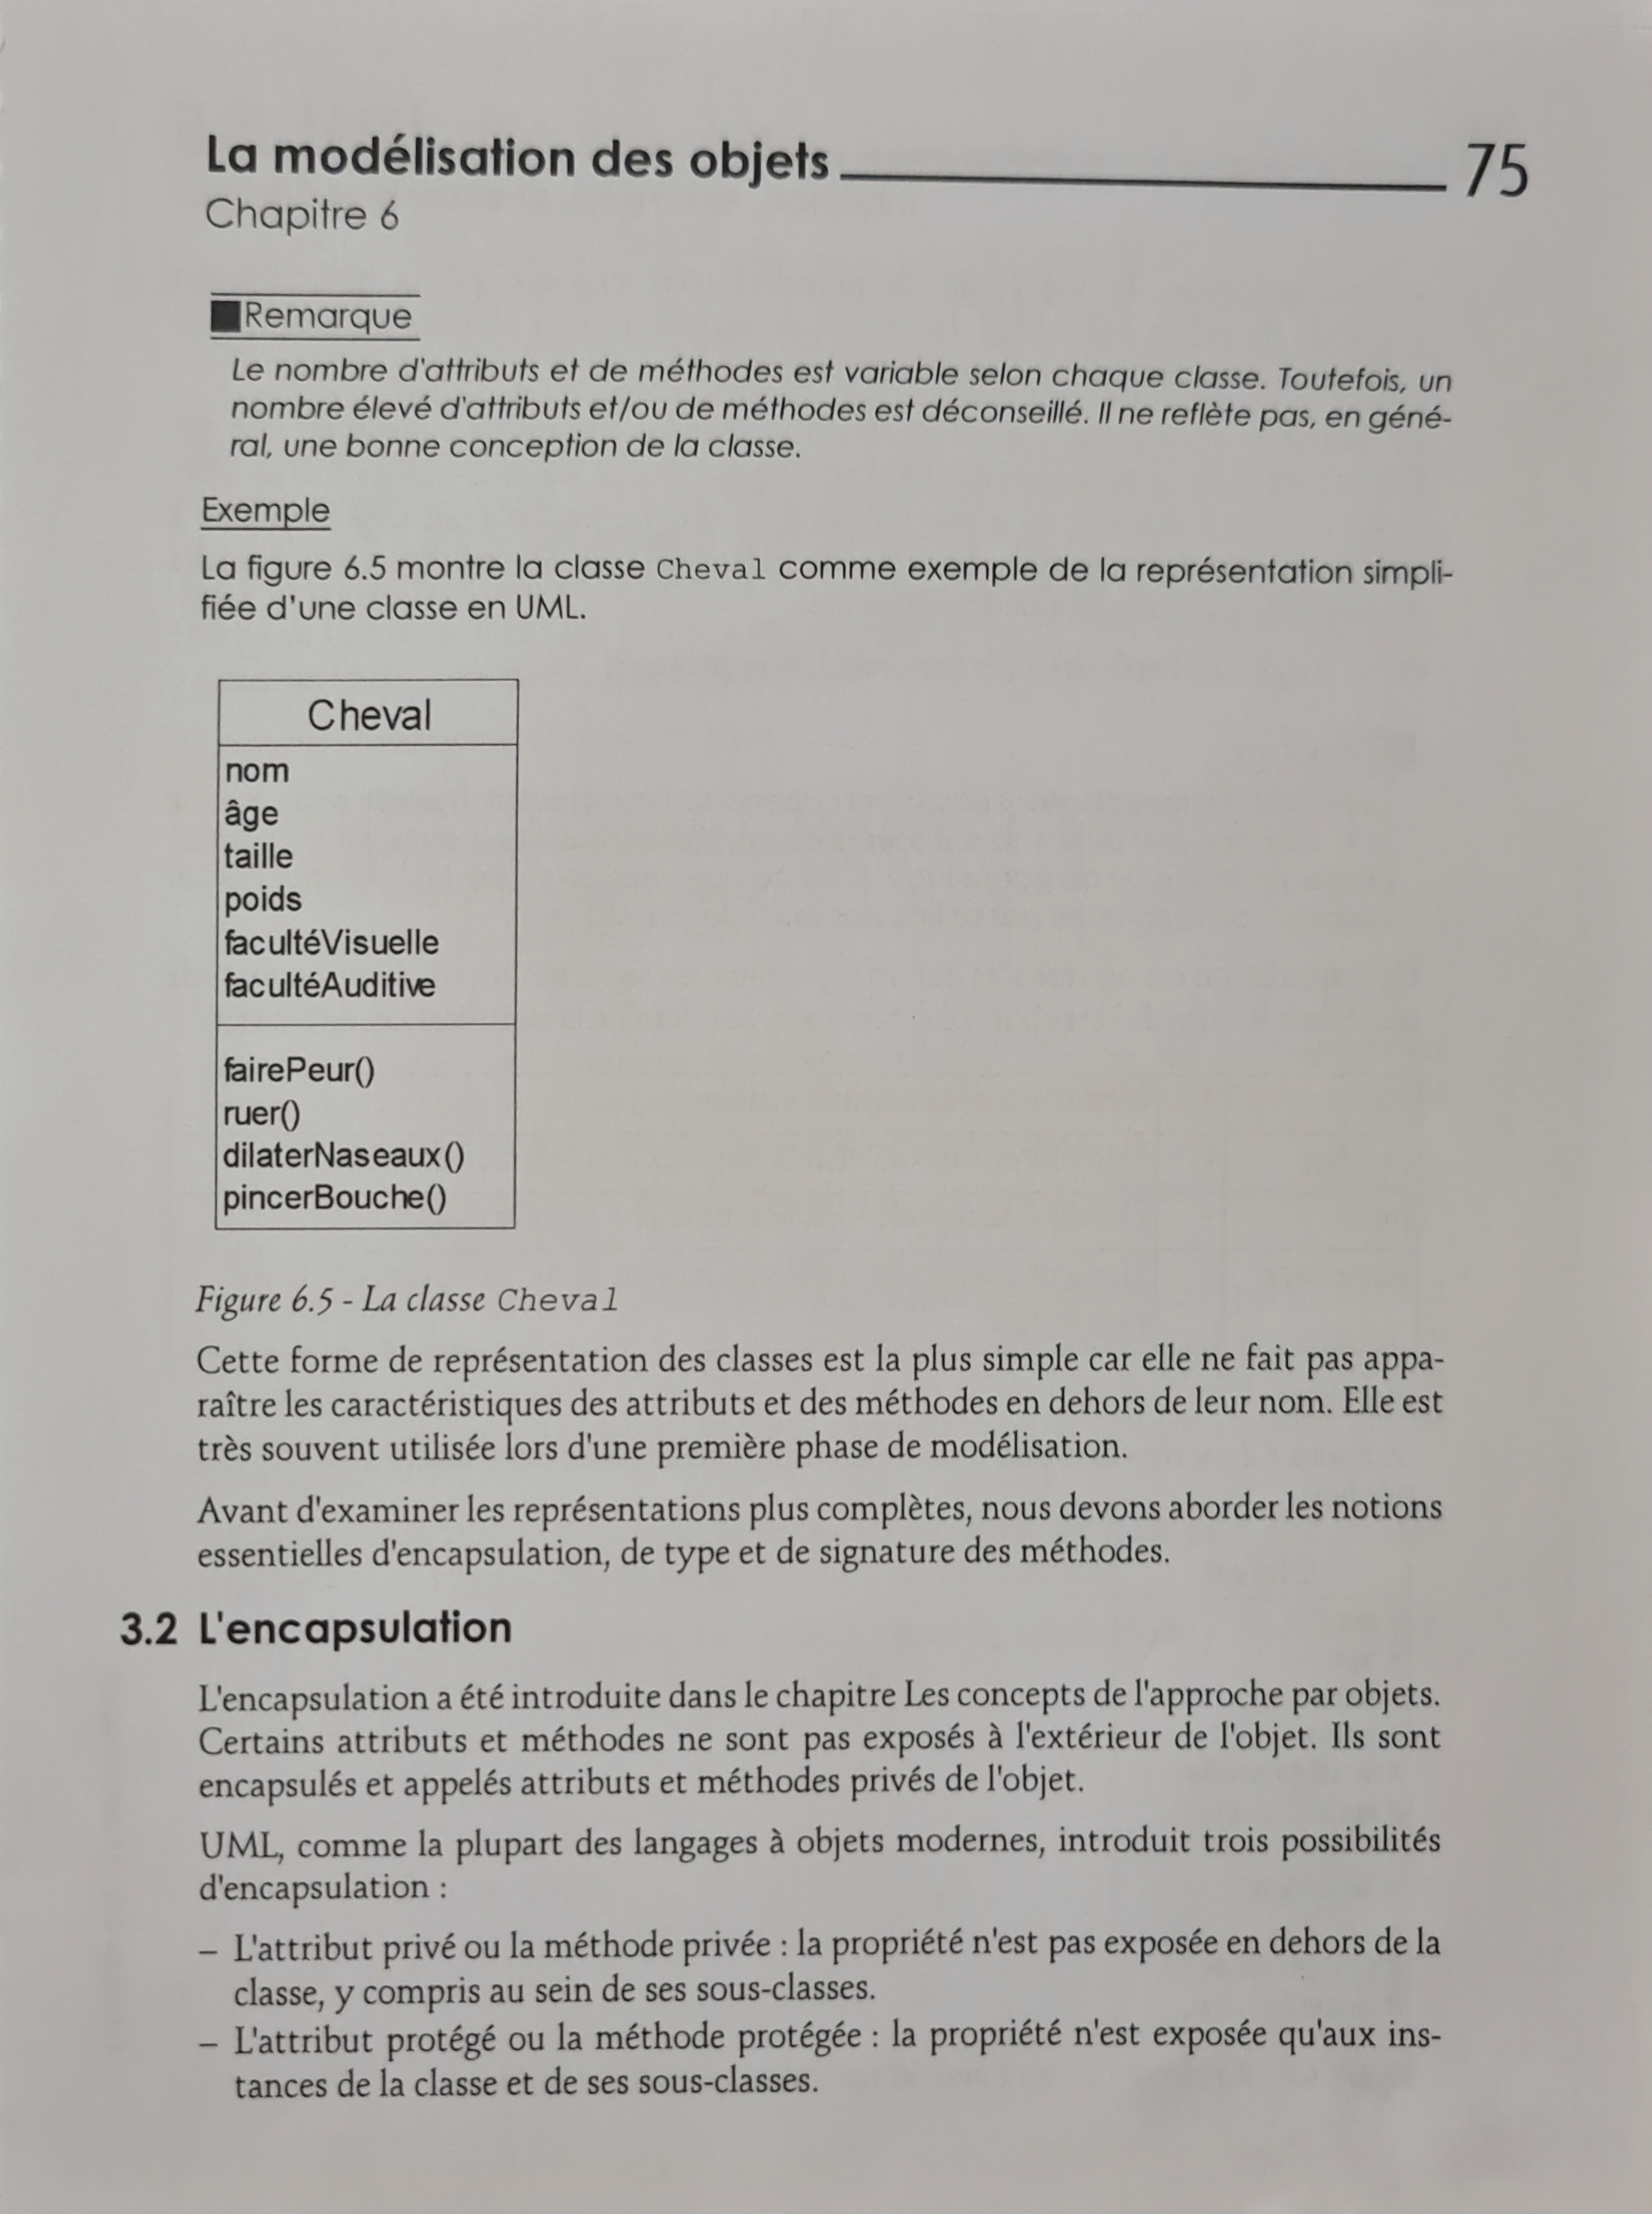 La modélisation des objets 75
Chapitre 6
Remarque
Le nombre d'attributs et de méthodes est variable selon chaque classe. Toutefois, un
nombre élevé d'attributs et/ou de méthodes est déconseillé. Il ne reflète pas, en géné-
ral, une bonne conception de la classe.
Exemple
La figure 6.5 montre la classe Cheval comme exemple de la représentation simpli-
fiée d'une classe en UML.
Cheval
nom
âge
taille
poids
facultéVisuelle
facultéAuditive
fairePeur()
ruer()
dilaterNaseaux()
pincerBouche()
Figure 6.5 - La classe Cheval
Cette forme de représentation des classes est la plus simple car elle ne fait pas appa-
raître les caractéristiques des attributs et des méthodes en dehors de leur nom. Elle est
très souvent utilisée lors d'une première phase de modélisation.
Avant d'examiner les représentations plus complètes, nous devons aborder les notions
essentielles d'encapsulation, de type et de signature des méthodes.
3.2 L'encapsulation
L'encapsulation a été introduite dans le chapitre Les concepts de l'approche par objets.
Certains attributs et méthodes ne sont pas exposés à l'extérieur de l'objet. Ils sont
encapsulés et appelés attributs et méthodes privés de l'objet.
UML, comme la plupart des langages à objets modernes, introduit trois possibilités
d'encapsulation :
– L'attribut privé ou la méthode privée : la propriété n'est pas exposée en dehors de la
classe, y compris au sein de ses sous-classes.
– L'attribut protégé ou la méthode protégée : la propriété n'est exposée qu'aux ins-
tances de la classe et de ses sous-classes.